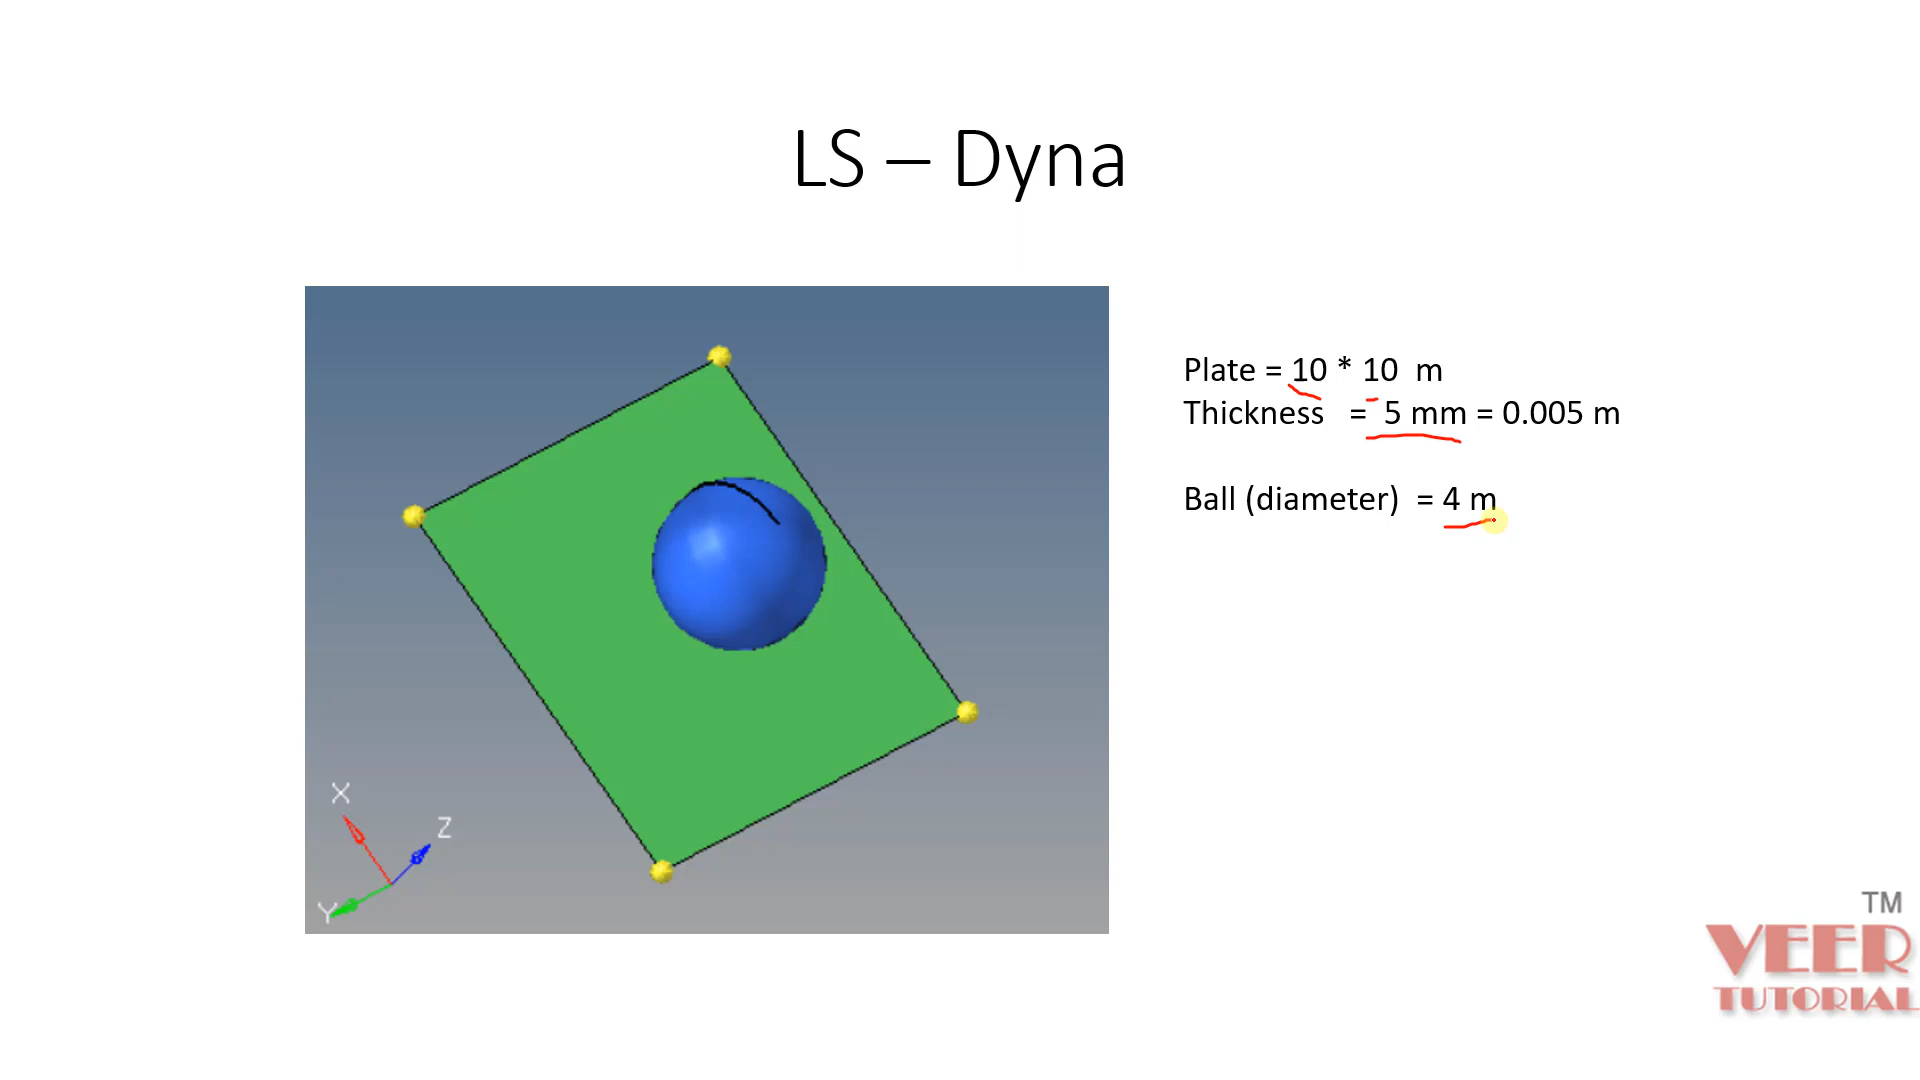 LS – Dyna
Plate = 10 * 10 m
Thickness = 5 mm = 0.005 m
Ball (diameter) = 4 m
X
Z
Y
TM
VEER
TUTORIAL